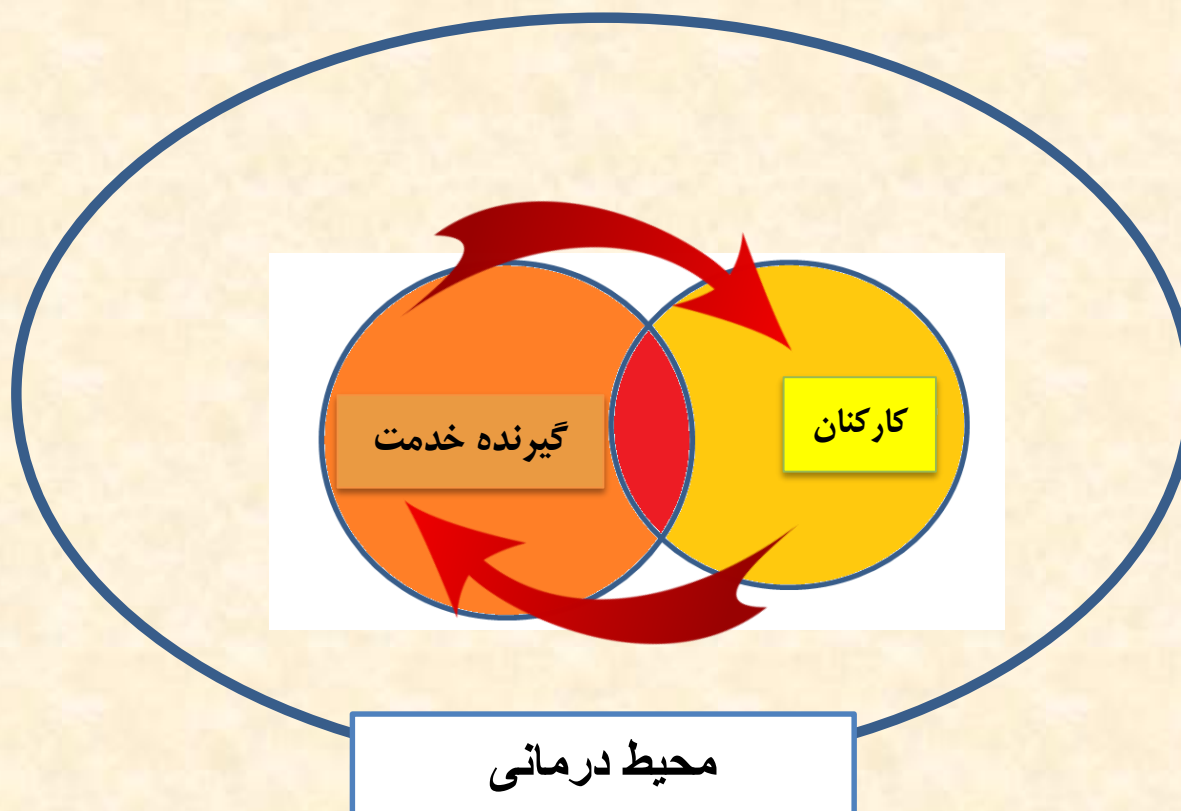 کارکنان
گیرنده خدمت
محیط درمانی